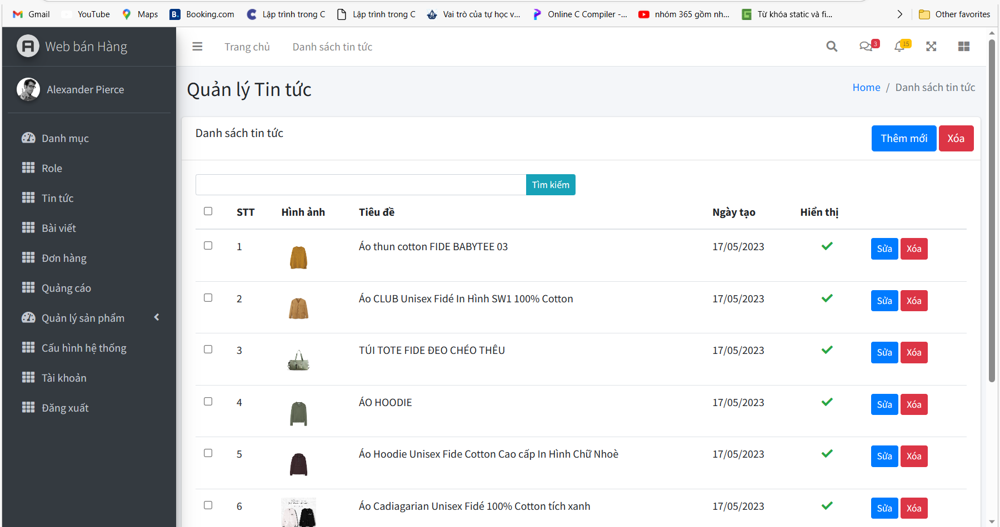 Gmail YouTube Maps Booking.com Lập trình trong C Lập trình trong C Vai trò của tự học v... Online C Compiler -... nhóm 365 gồm nh... Từ khóa static và fi... Other favorites
Web bán Hàng
Trang chủ Danh sách tin tức 3 15
Alexander Pierce
Quản lý Tin tức
Home / Danh sách tin tức
Danh mục
Role
Tin tức
Bài viết
Đơn hàng
Quảng cáo
Quản lý sản phẩm
Cấu hình hệ thống
Tài khoản
Đăng xuất
Danh sách tin tức Thêm mới Xóa
Tìm kiếm
STT Hình ảnh Tiêu đề Ngày tạo Hiển thị
1 Áo thun cotton FIDE BABYTEE 03 17/05/2023 Sửa Xóa
2 Áo CLUB Unisex Fidé In Hình SW1 100% Cotton 17/05/2023 Sửa Xóa
3 TÚI TOTE FIDE ĐEO CHÉO THÊU 17/05/2023 Sửa Xóa
4 ÁO HOODIE 17/05/2023 Sửa Xóa
5 Áo Hoodie Unisex Fide Cotton Cao cấp In Hình Chữ Nhoè 17/05/2023 Sửa Xóa
6 Áo Cadiagarian Unisex Fidé 100% Cotton tích xanh 17/05/2023 Sửa Xóa